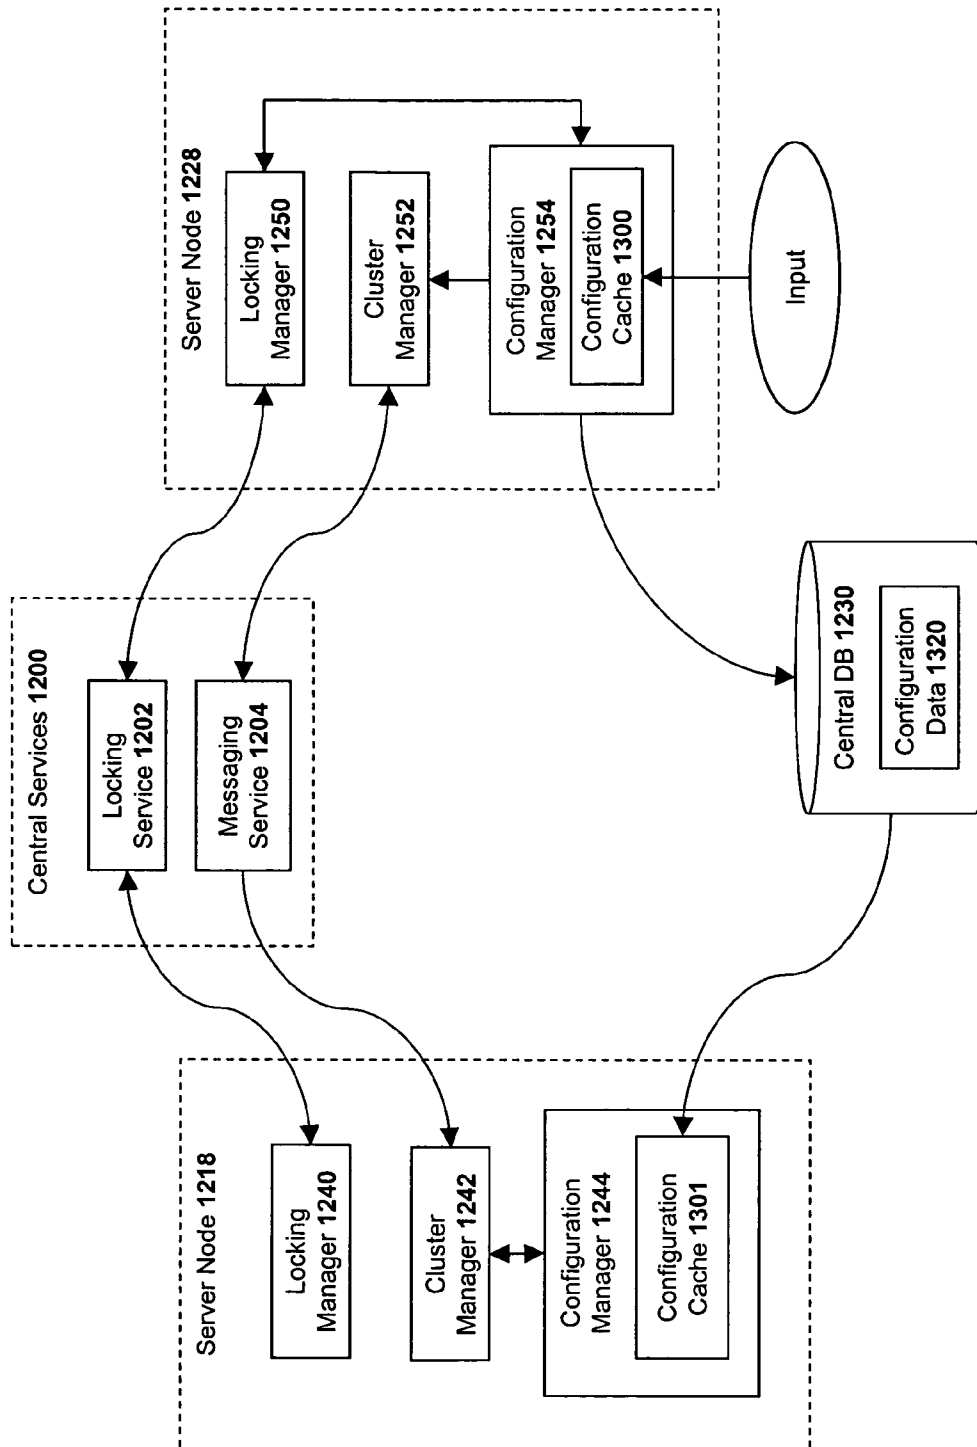 Server Node 1218
Locking
Manager 1240
Cluster
Manager 1242
Configuration
Manager 1244
Configuration
Cache 1301
Central Services 1200
Locking
Service 1202
Messaging
Service 1204
Central DB 1230
Configuration
Data 1320
Server Node 1228
Locking
Manager 1250
Cluster
Manager 1252
Configuration
Manager 1254
Configuration
Cache 1300
Input